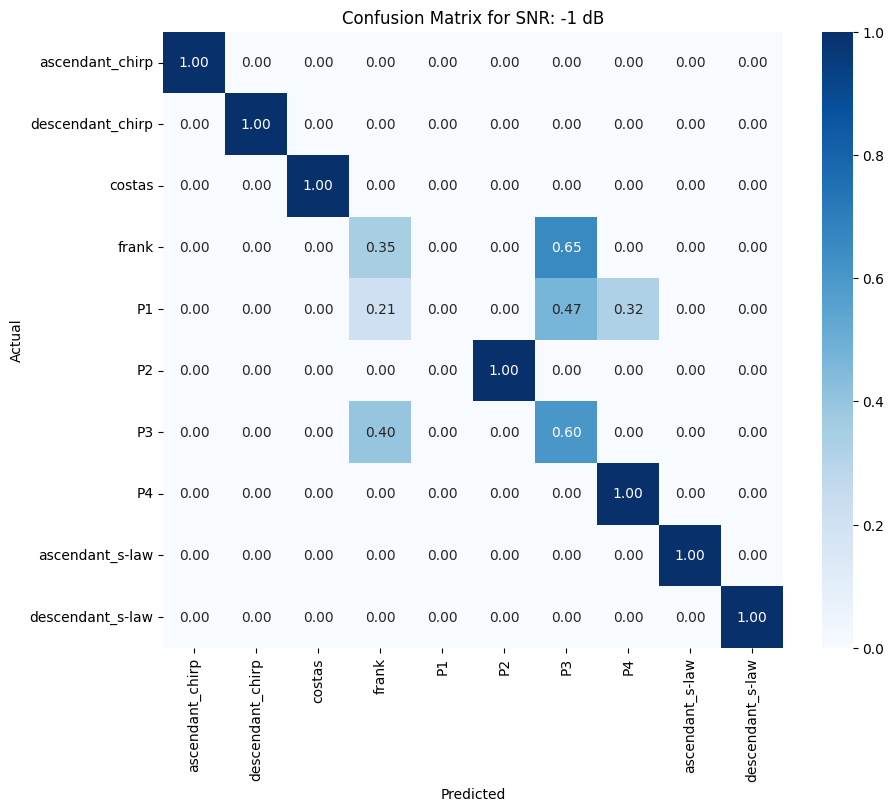 Confusion Matrix for SNR: -1 dB
ascendant_chirp 1.00 0.00 0.00 0.00 0.00 0.00 0.00 0.00 0.00 0.00
descendant_chirp 0.00 1.00 0.00 0.00 0.00 0.00 0.00 0.00 0.00 0.00
costas 0.00 0.00 1.00 0.00 0.00 0.00 0.00 0.00 0.00 0.00
frank 0.00 0.00 0.00 0.35 0.00 0.00 0.65 0.00 0.00 0.00
P1 0.00 0.00 0.00 0.21 0.00 0.00 0.47 0.32 0.00 0.00
P2 0.00 0.00 0.00 0.00 0.00 1.00 0.00 0.00 0.00 0.00
P3 0.00 0.00 0.00 0.40 0.00 0.00 0.60 0.00 0.00 0.00
P4 0.00 0.00 0.00 0.00 0.00 0.00 0.00 1.00 0.00 0.00
ascendant_s-law 0.00 0.00 0.00 0.00 0.00 0.00 0.00 0.00 1.00 0.00
descendant_s-law 0.00 0.00 0.00 0.00 0.00 0.00 0.00 0.00 0.00 1.00
Actual
ascendant_chirp
descendant_chirp
costas
frank
P1
P2
P3
P4
ascendant_s-law
descendant_s-law
Predicted
1.0
0.8
0.6
0.4
0.2
0.0